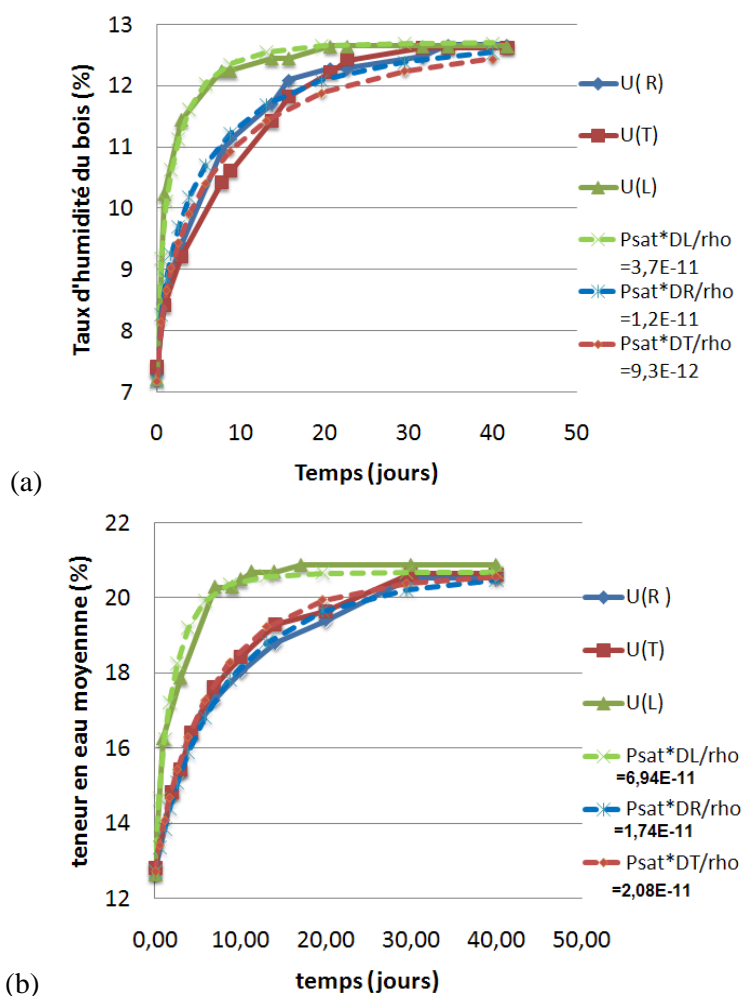 Taux d'humidité du bois (%)
13
12
11
10
9
8
7
0
10
20
30
40
50
Temps (jours)
U( R)
U(T)
U(L)
Psat*DL/rho
=3,7E-11
Psat*DR/rho
=1,2E-11
Psat*DT/rho
=9,3E-12
(a)
teneur en eau moyennne (%)
22
20
18
16
14
12
0,00
10,00
20,00
30,00
40,00
50,00
temps (jours)
U(R )
U(T)
U(L)
Psat*DL/rho
=6,94E-11
Psat*DR/rho
=1,74E-11
Psat*DT/rho
=2,08E-11
(b)